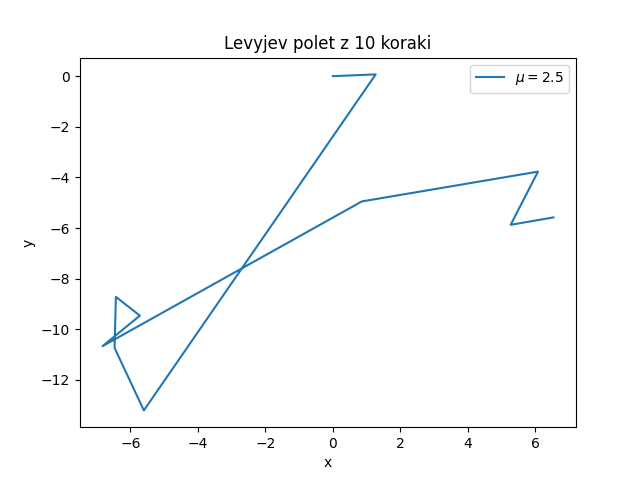 Levyjev polet z 10 koraki
μ = 2.5
0
−2
−4
−6
−8
−10
−12
y
−6 −4 −2 0 2 4 6
x